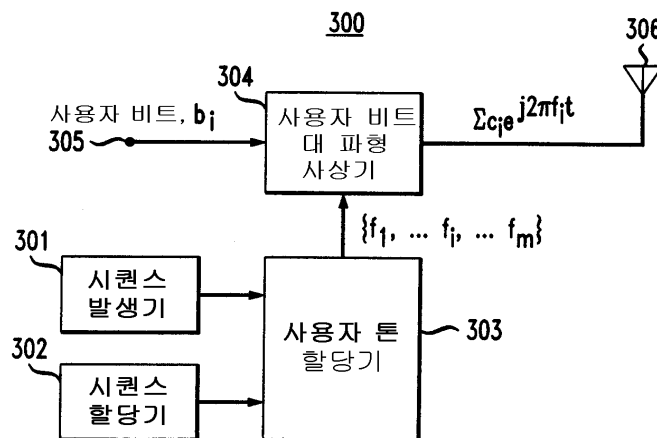 300
306
304
사용자 비트, bi
305
사용자 비트
대 파형
사상기
Σcie j2πfit
{f1, ... fi, ... fm}
301
시퀀스
발생기
302
시퀀스
할당기
사용자 톤
할당기
303